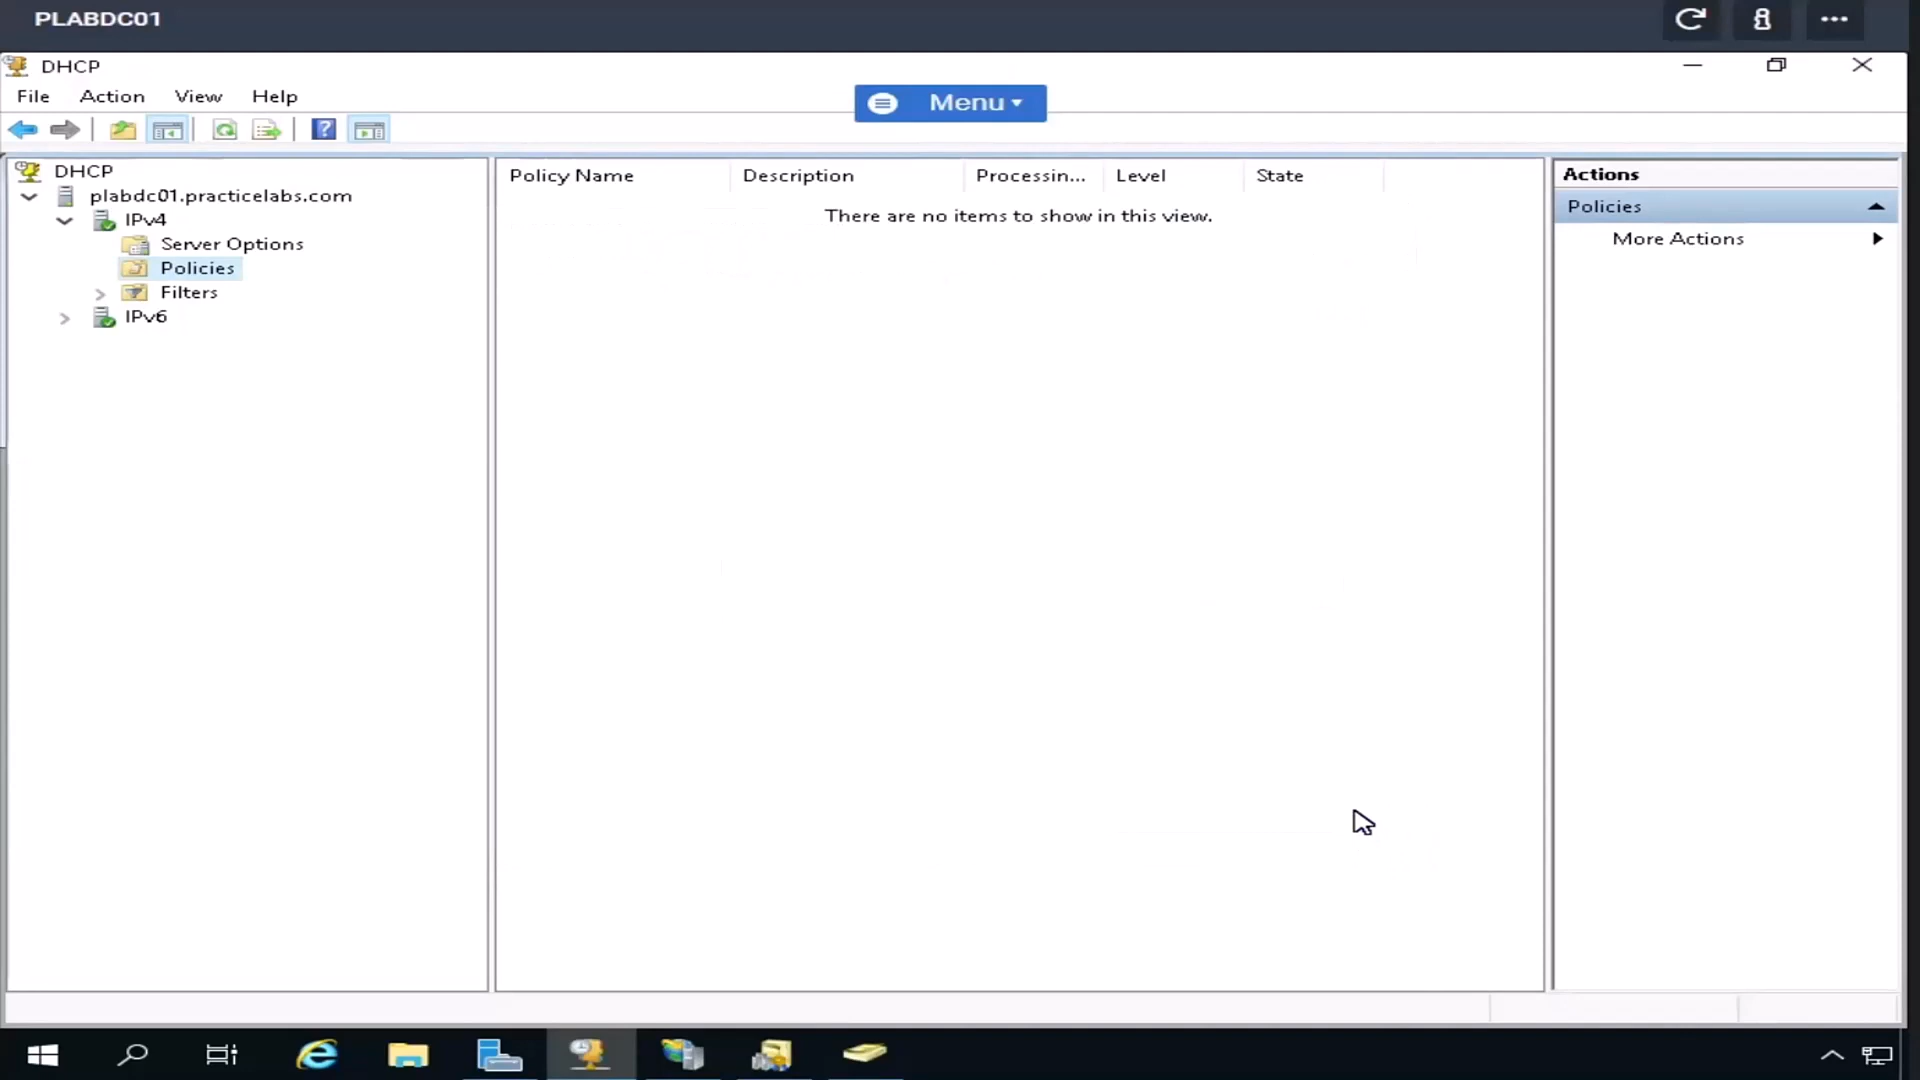 PLABDC01
DHCP
File Action View Help
Menu
DHCP
plabdc01.practicelabs.com
IPv4
Server Options
Policies
Filters
IPv6
Policy Name Description Processin... Level State
There are no items to show in this view.
Actions
Policies
More Actions